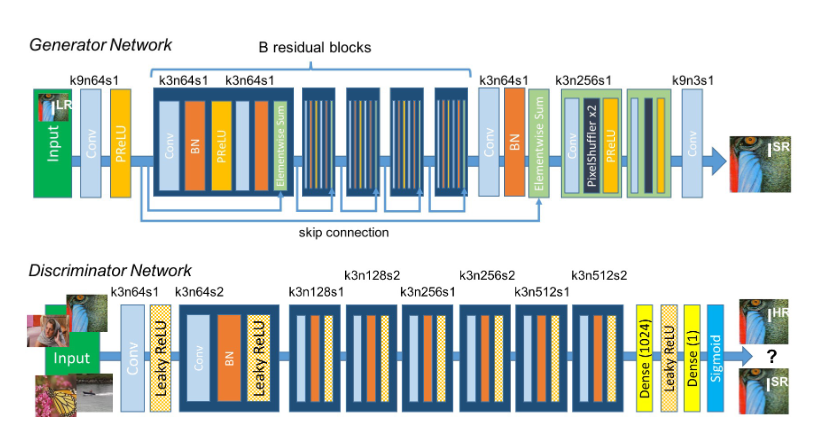 Generator Network
B residual blocks
k9n64s1
k3n64s1
k3n64s1
k3n64s1
k3n256s1
k9n3s1
I LR
Input
Conv
PReLU
Conv
BN
PReLU
Elementwise Sum
Conv
BN
Elementwise Sum
Conv
PixelShuffler x2
PReLU
Conv
I SR
skip connection
Discriminator Network
k3n64s1
k3n64s2
k3n128s1
k3n128s2
k3n256s1
k3n256s2
k3n512s1
k3n512s2
Input
Conv
Leaky ReLU
Conv
BN
Leaky ReLU
Dense (1024)
Leaky ReLU
Dense (1)
Sigmoid
I HR
?
I SR